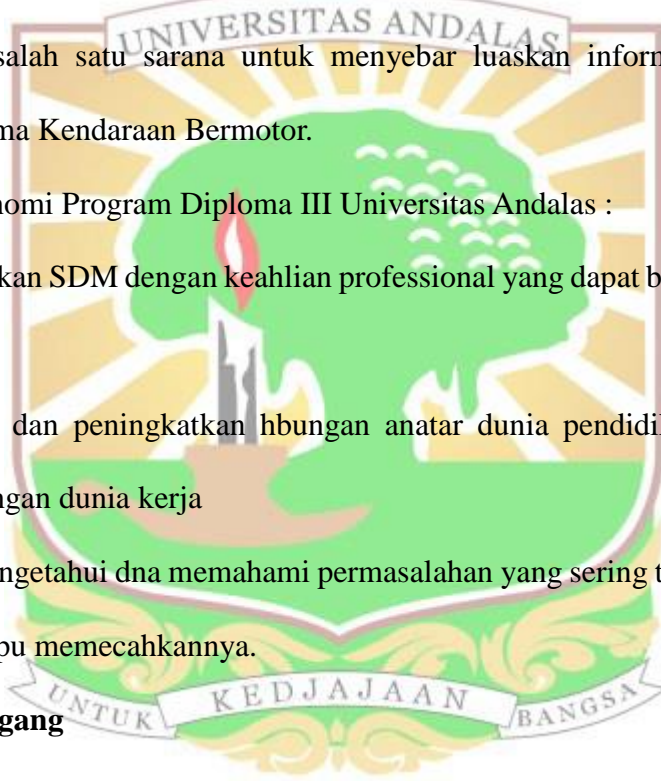 UNIVERSITAS ANDALAS
salah satu sarana untuk menyebar luaskan inform
ma Kendaraan Bermotor.
nomi Program Diploma III Universitas Andalas :
kan SDM dengan keahlian professional yang dapat b
dan peningkatkan hbungan anatar dunia pendidi
ngan dunia kerja
ngetahui dna memahami permasalahan yang sering t
pu memecahkannya.
UNTUK KEDJAJAAN BANGSA
gang